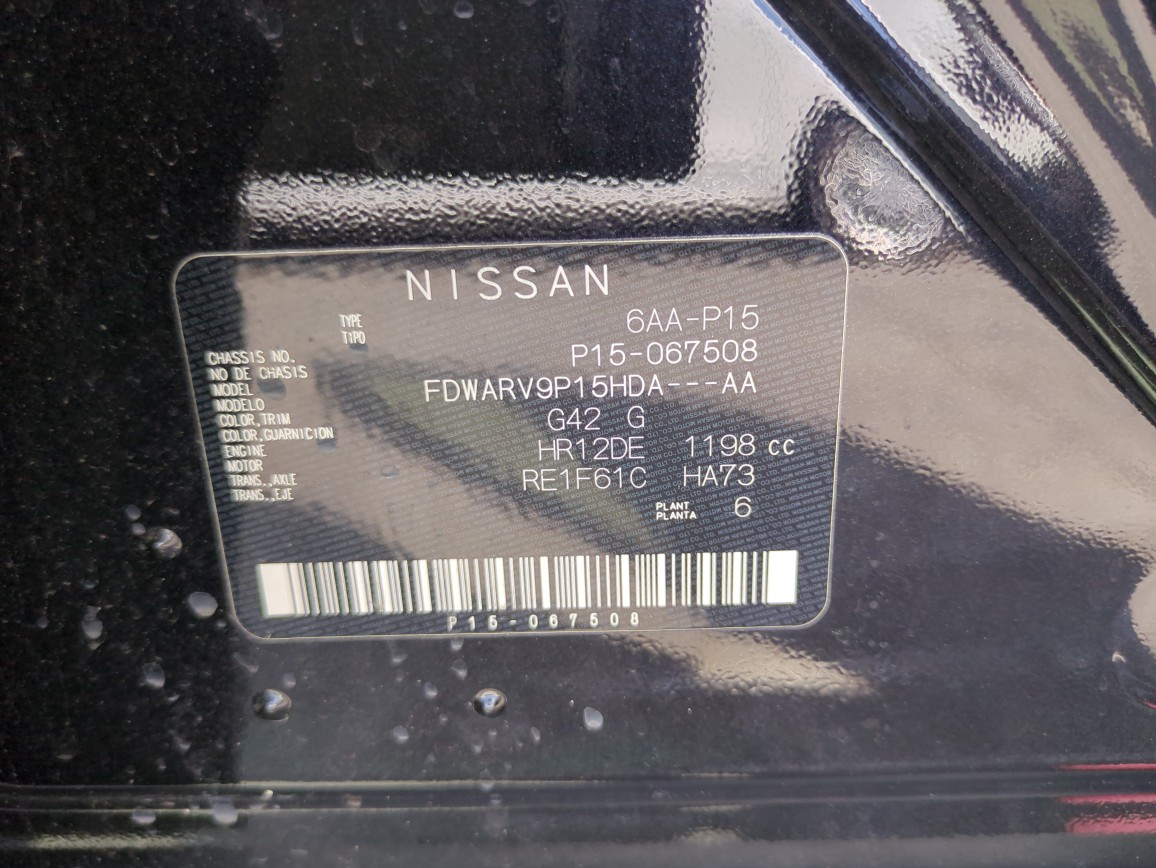 NISSAN
TYPE
TIPO
6AA-P15
CHASSIS NO.
NO DE CHASIS
P15-067508
MODEL
MODELO
FDWARV9P15HDA---AA
COLOR,TRIM
COLOR,GUARNICION
G42 G
ENGINE
MOTOR
HR12DE 1198 cc
TRANS.,AXLE
TRANS.,EJE
RE1F61C HA73
PLANT
PLANTA
6
P15-067508